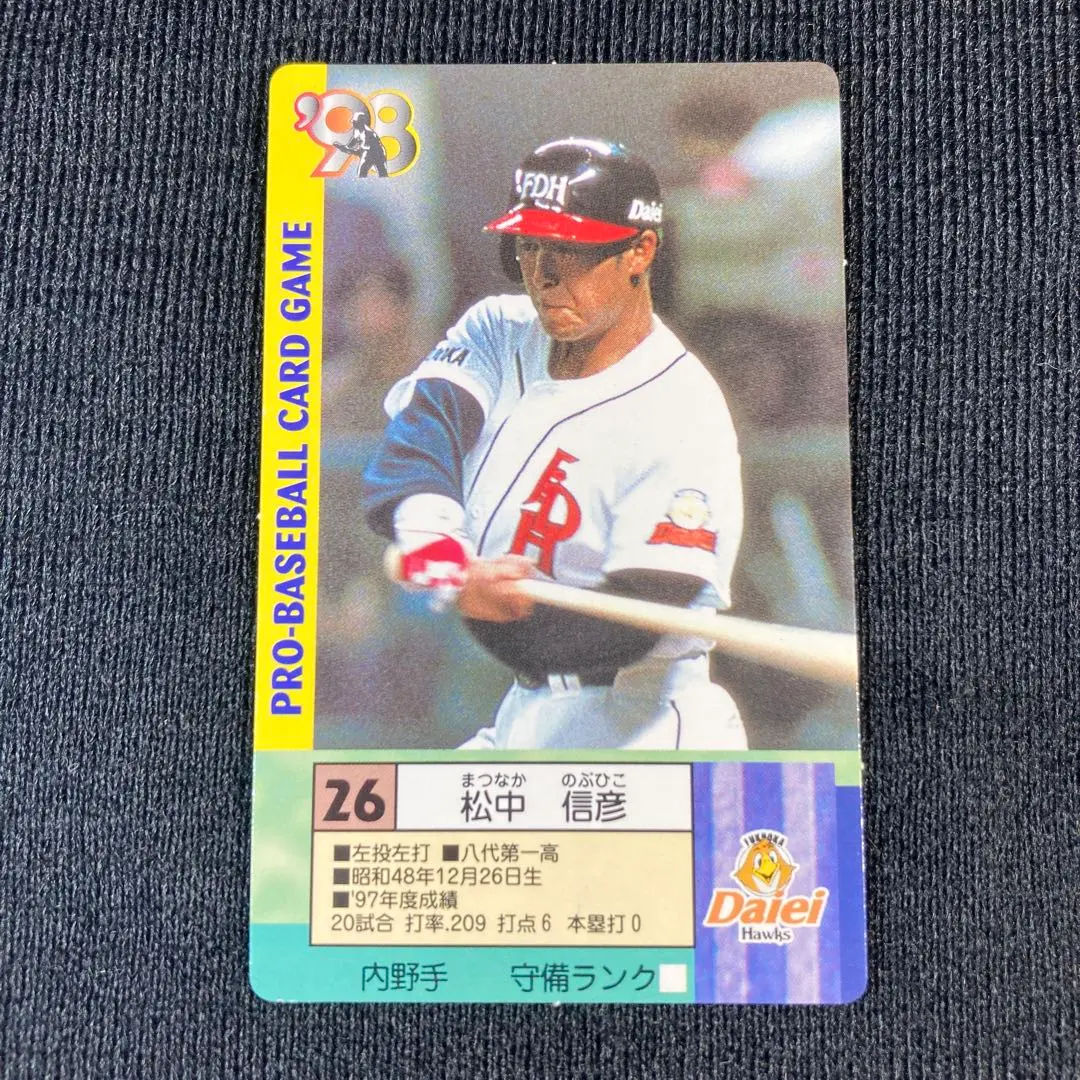 '98
PRO-BASEBALL CARD GAME
FDH
Daiei
FDH
26
まつなか のぶひこ
松中 信彦
■左投左打 ■八代第一高
■昭和48年12月26日生
■'97年度成績
20試合 打率.209 打点6 本塁打0
内野手 守備ランク
FUKUOKA
Daiei
Hawks